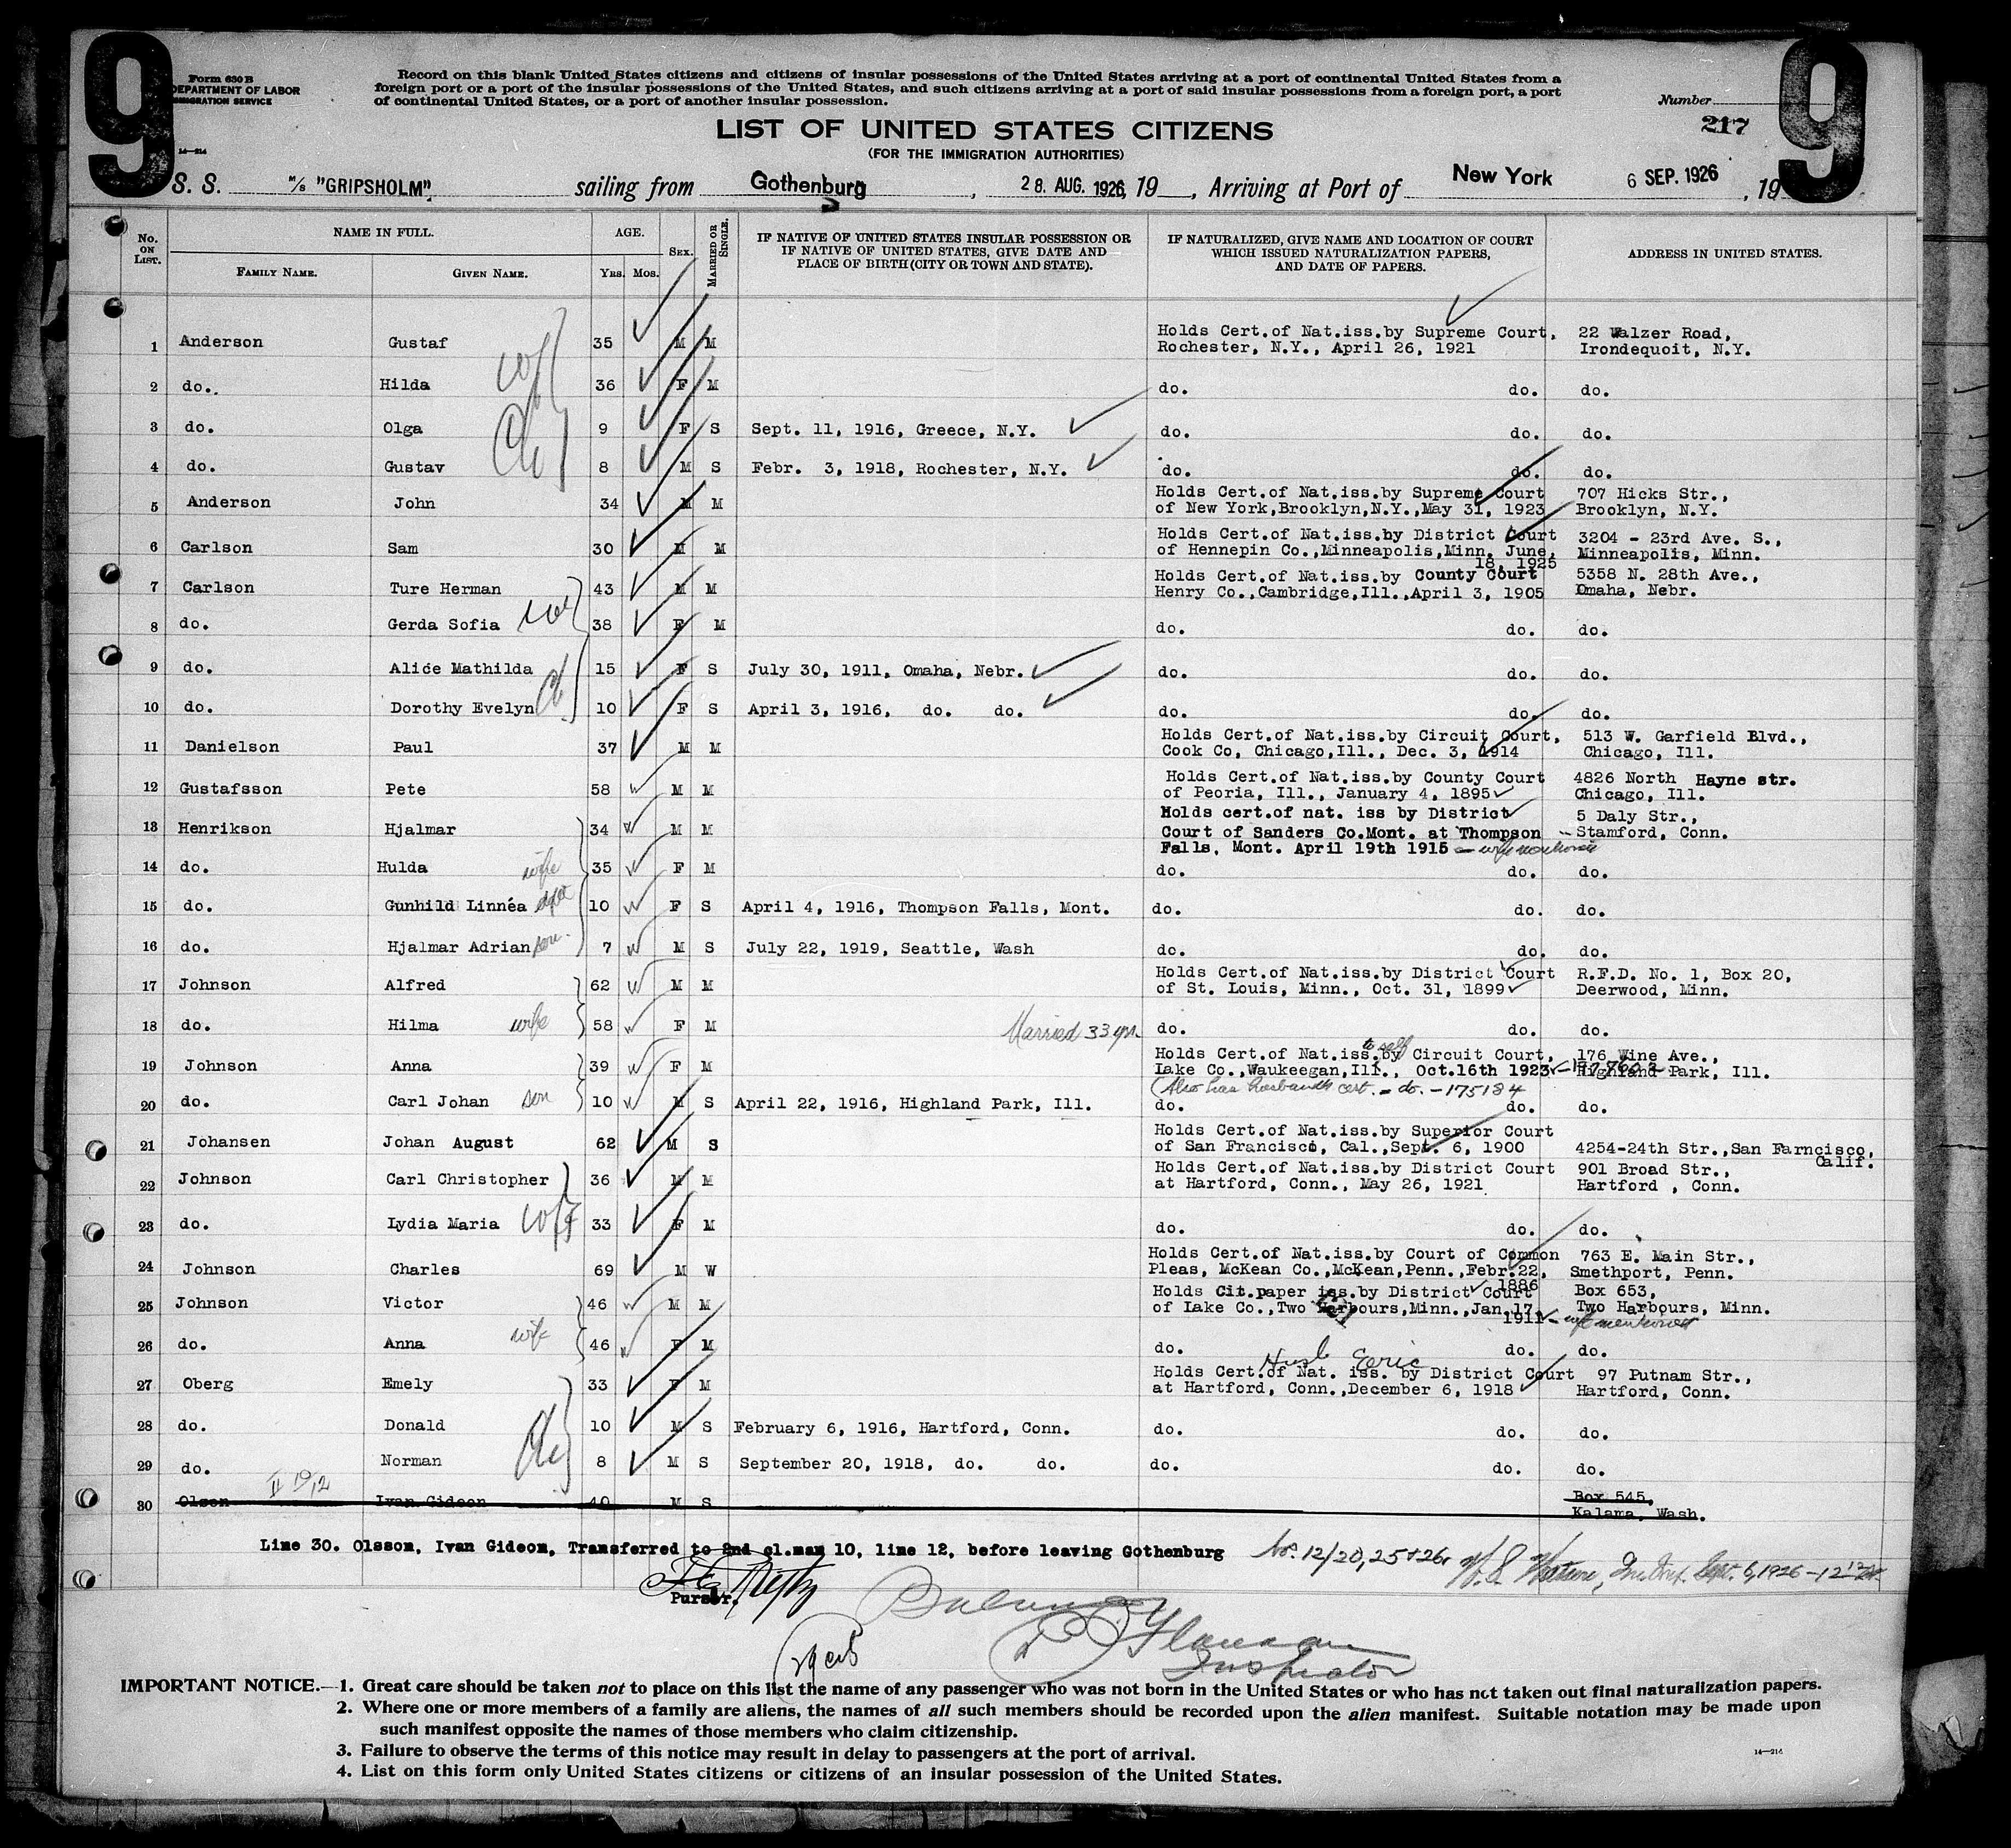 9
9
Form 630 B
DEPARTMENT OF LABOR
IMMIGRATION SERVICE
14—214
Record on this blank United States citizens and citizens of insular possessions of the United States arriving at a port of continental United States from a
foreign port or a port of the insular possessions of the United States, and such citizens arriving at a port of said insular possessions from a foreign port, a port
of continental United States, or a port of another insular possession.
Number
217
LIST OF UNITED STATES CITIZENS
(FOR THE IMMIGRATION AUTHORITIES)
S. S. M/S "GRIPSHOLM", sailing from Gothenburg, 28. AUG. 1926, 19 , Arriving at Port of New York 6 SEP. 1926, 19
No. ON LIST.
NAME IN FULL.
FAMILY NAME. GIVEN NAME.
AGE.
YRS. MOS.
SEX.
MARRIED OR SINGLE.
IF NATIVE OF UNITED STATES INSULAR POSSESSION OR
IF NATIVE OF UNITED STATES, GIVE DATE AND
PLACE OF BIRTH (CITY OR TOWN AND STATE).
IF NATURALIZED, GIVE NAME AND LOCATION OF COURT
WHICH ISSUED NATURALIZATION PAPERS,
AND DATE OF PAPERS.
ADDRESS IN UNITED STATES.
1 Anderson Gustaf 35 M M Holds Cert.of Nat.iss.by Supreme Court, 22 Walzer Road,
Rochester, N.Y., April 26, 1921 Irondequoit, N.Y.
2 do. Hilda 36 F M do. do. do.
3 do. Olga 9 F S Sept. 11, 1916, Greece, N.Y. do. do. do.
4 do. Gustav 8 M S Febr. 3, 1918, Rochester, N.Y. do. do. do.
5 Anderson John 34 M M Holds Cert.of Nat.iss.by Supreme Court 707 Hicks Str.,
of New York,Brooklyn,N.Y.,May 31, 1923 Brooklyn, N.Y.
6 Carlson Sam 30 M M Holds Cert.of Nat.iss.by District Court 3204 - 23rd Ave. S.,
of Hennepin Co.,Minneapolis,Minn. June, Minneapolis, Minn.
18, 1925
7 Carlson Ture Herman 43 M M Holds Cert.of Nat.iss.by County Court 5358 N. 28th Ave.,
Henry Co.,Cambridge,Ill.,April 3, 1905 Omaha, Nebr.
8 do. Gerda Sofia 38 F M do. do. do.
9 do. Alice Mathilda 15 F S July 30, 1911, Omaha, Nebr. do. do. do.
10 do. Dorothy Evelyn 10 F S April 3, 1916, do. do. do. do. do.
11 Danielson Paul 37 M M Holds Cert.of Nat.iss.by Circuit Court, 513 W. Garfield Blvd.,
Cook Co, Chicago,Ill., Dec. 3, 1914 Chicago, Ill.
12 Gustafsson Pete 58 M M Holds Cert.of Nat.iss.by County Court 4826 North Hayne str.
of Peoria, Ill., January 4, 1895 Chicago, Ill.
13 Henrikson Hjalmar 34 M M Holds cert.of nat. iss by District 5 Daly Str.,
Court of Sanders Co.Mont. at Thompson Stamford, Conn.
Falls, Mont. April 19th 1915 - wife mentioned
14 do. Hulda wife 35 F M do. do. do.
15 do. Gunhild Linnéa 10 F S April 4, 1916, Thompson Falls, Mont. do. do. do.
16 do. Hjalmar Adrian son. 7 M S July 22, 1919, Seattle, Wash do. do. do.
17 Johnson Alfred 62 M M Holds Cert.of Nat.iss.by District Court R.F.D. No. 1, Box 20,
of St. Louis, Minn., Oct. 31, 1899 Deerwood, Minn.
18 do. Hilma wife 58 F M Married 33 yrs. do. do. do.
to self
19 Johnson Anna 39 F M Holds Cert.of Nat.iss.by Circuit Court, 176 Wine Ave.,
Lake Co.,Waukeegan,Ill., Oct.16th 1923 Highland Park, Ill.
(Also has husbands cert. - do. - 175184
20 do. Carl Johan son 10 M S April 22, 1916, Highland Park, Ill. do. do. do.
21 Johansen Johan August 62 M S Holds Cert.of Nat.iss.by Superior Court
of San Francisco, Cal.,Sept. 6, 1900 4254-24th Str.,San Farncisco,
Calif.
22 Johnson Carl Christopher 36 M M Holds Cert.of Nat.iss.by District Court 901 Broad Str.,
at Hartford, Conn., May 26, 1921 Hartford , Conn.
23 do. Lydia Maria 33 F M do. do. do.
24 Johnson Charles 69 M W Holds Cert.of Nat.iss.by Court of Common 763 E. Main Str.,
Pleas, McKean Co.,McKean,Penn.,Febr.22, Smethport, Penn.
1886
25 Johnson Victor 46 M M Holds Cit.paper iss.by District Court Box 653,
of Lake Co.,Two Harbours,Minn.,Jan.17, Two Harbours, Minn.
1911 - wife mentioned
26 do. Anna wife 46 F M do. do. do.
Husb Eric
27 Oberg Emely 33 F M Holds Cert.of Nat. iss. by District Court 97 Putnam Str.,
at Hartford, Conn.,December 6, 1918 Hartford, Conn.
28 do. Donald 10 M S February 6, 1916, Hartford, Conn. do. do. do.
29 do. Norman 8 M S September 20, 1918, do. do. do. do. do.
II 10/12
30 Olson Ivan Gideon 40 M S Box 545,
Kalama, Wash.
Line 30. Olsson, Ivan Gideon, Transferred to 2nd cl.man 10, line 12, before leaving Gothenburg
Nos. 12/20, 25+26, Sept. 6, 1926
Purser.
Inspector
IMPORTANT NOTICE.—1. Great care should be taken not to place on this list the name of any passenger who was not born in the United States or who has not taken out final naturalization papers.
2. Where one or more members of a family are aliens, the names of all such members should be recorded upon the alien manifest. Suitable notation may be made upon
such manifest opposite the names of those members who claim citizenship.
3. Failure to observe the terms of this notice may result in delay to passengers at the port of arrival.
4. List on this form only United States citizens or citizens of an insular possession of the United States.
14—214